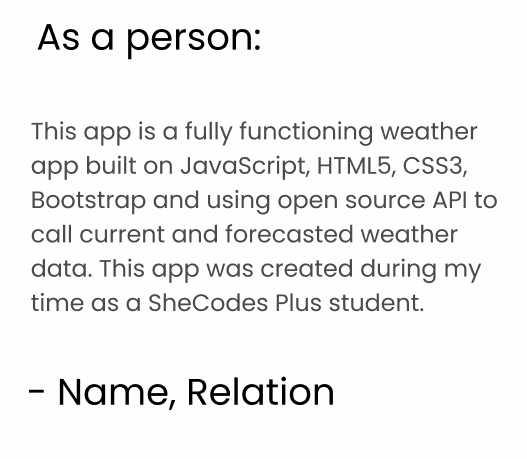 As a person:
This app is a fully functioning weather
app built on JavaScript, HTML5, CSS3,
Bootstrap and using open source API to
call current and forecasted weather
data. This app was created during my
time as a SheCodes Plus student.
- Name, Relation